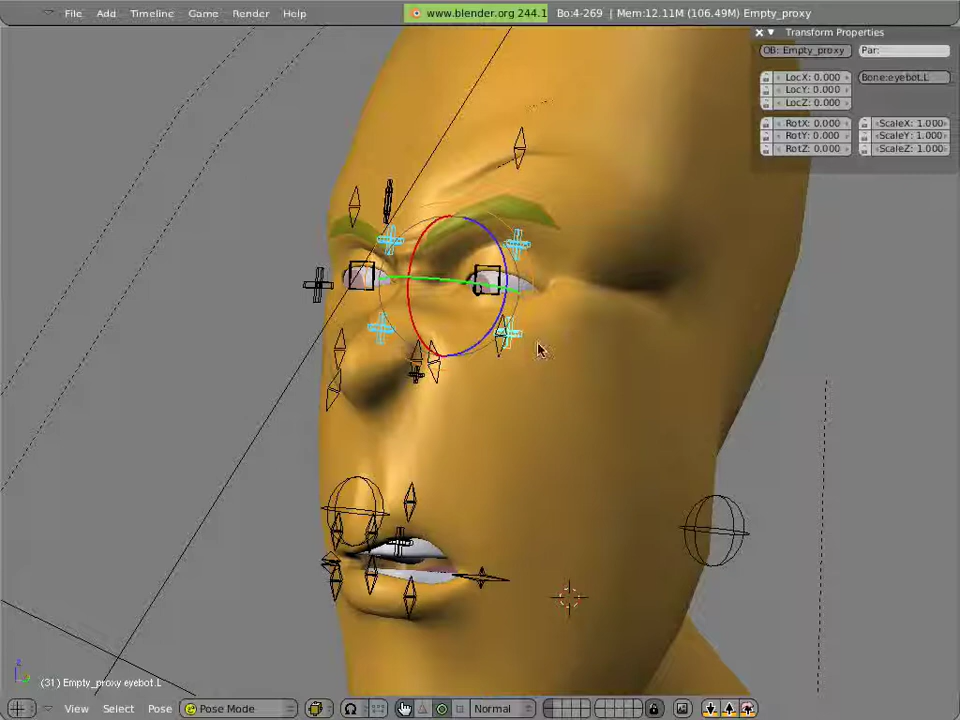 File Add Timeline Game Render Help www.blender.org 244.1 Bo:4-269 | Mem:12.11M (106.49M) Empty_proxy
Transform Properties
OB: Empty_proxy Par:
LocX: 0.000 Bone:eyebot.L
LocY: 0.000
LocZ: 0.000
RotX: 0.000 ScaleX: 1.000
RotY: 0.000 ScaleY: 1.000
RotZ: 0.000 ScaleZ: 1.000
z
(31) Empty_proxy eyebot.L
View Select Pose Pose Mode Normal